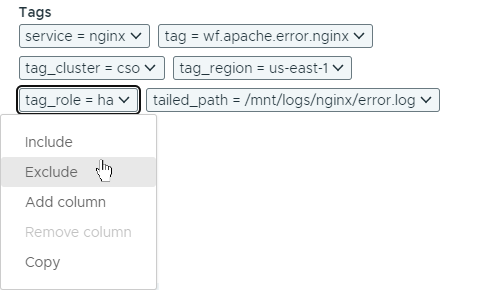 Tags
service = nginx tag = wf.apache.error.nginx
tag_cluster = cso tag_region = us-east-1
tag_role = ha tailed_path = /mnt/logs/nginx/error.log
Include
Exclude
Add column
Remove column
Copy